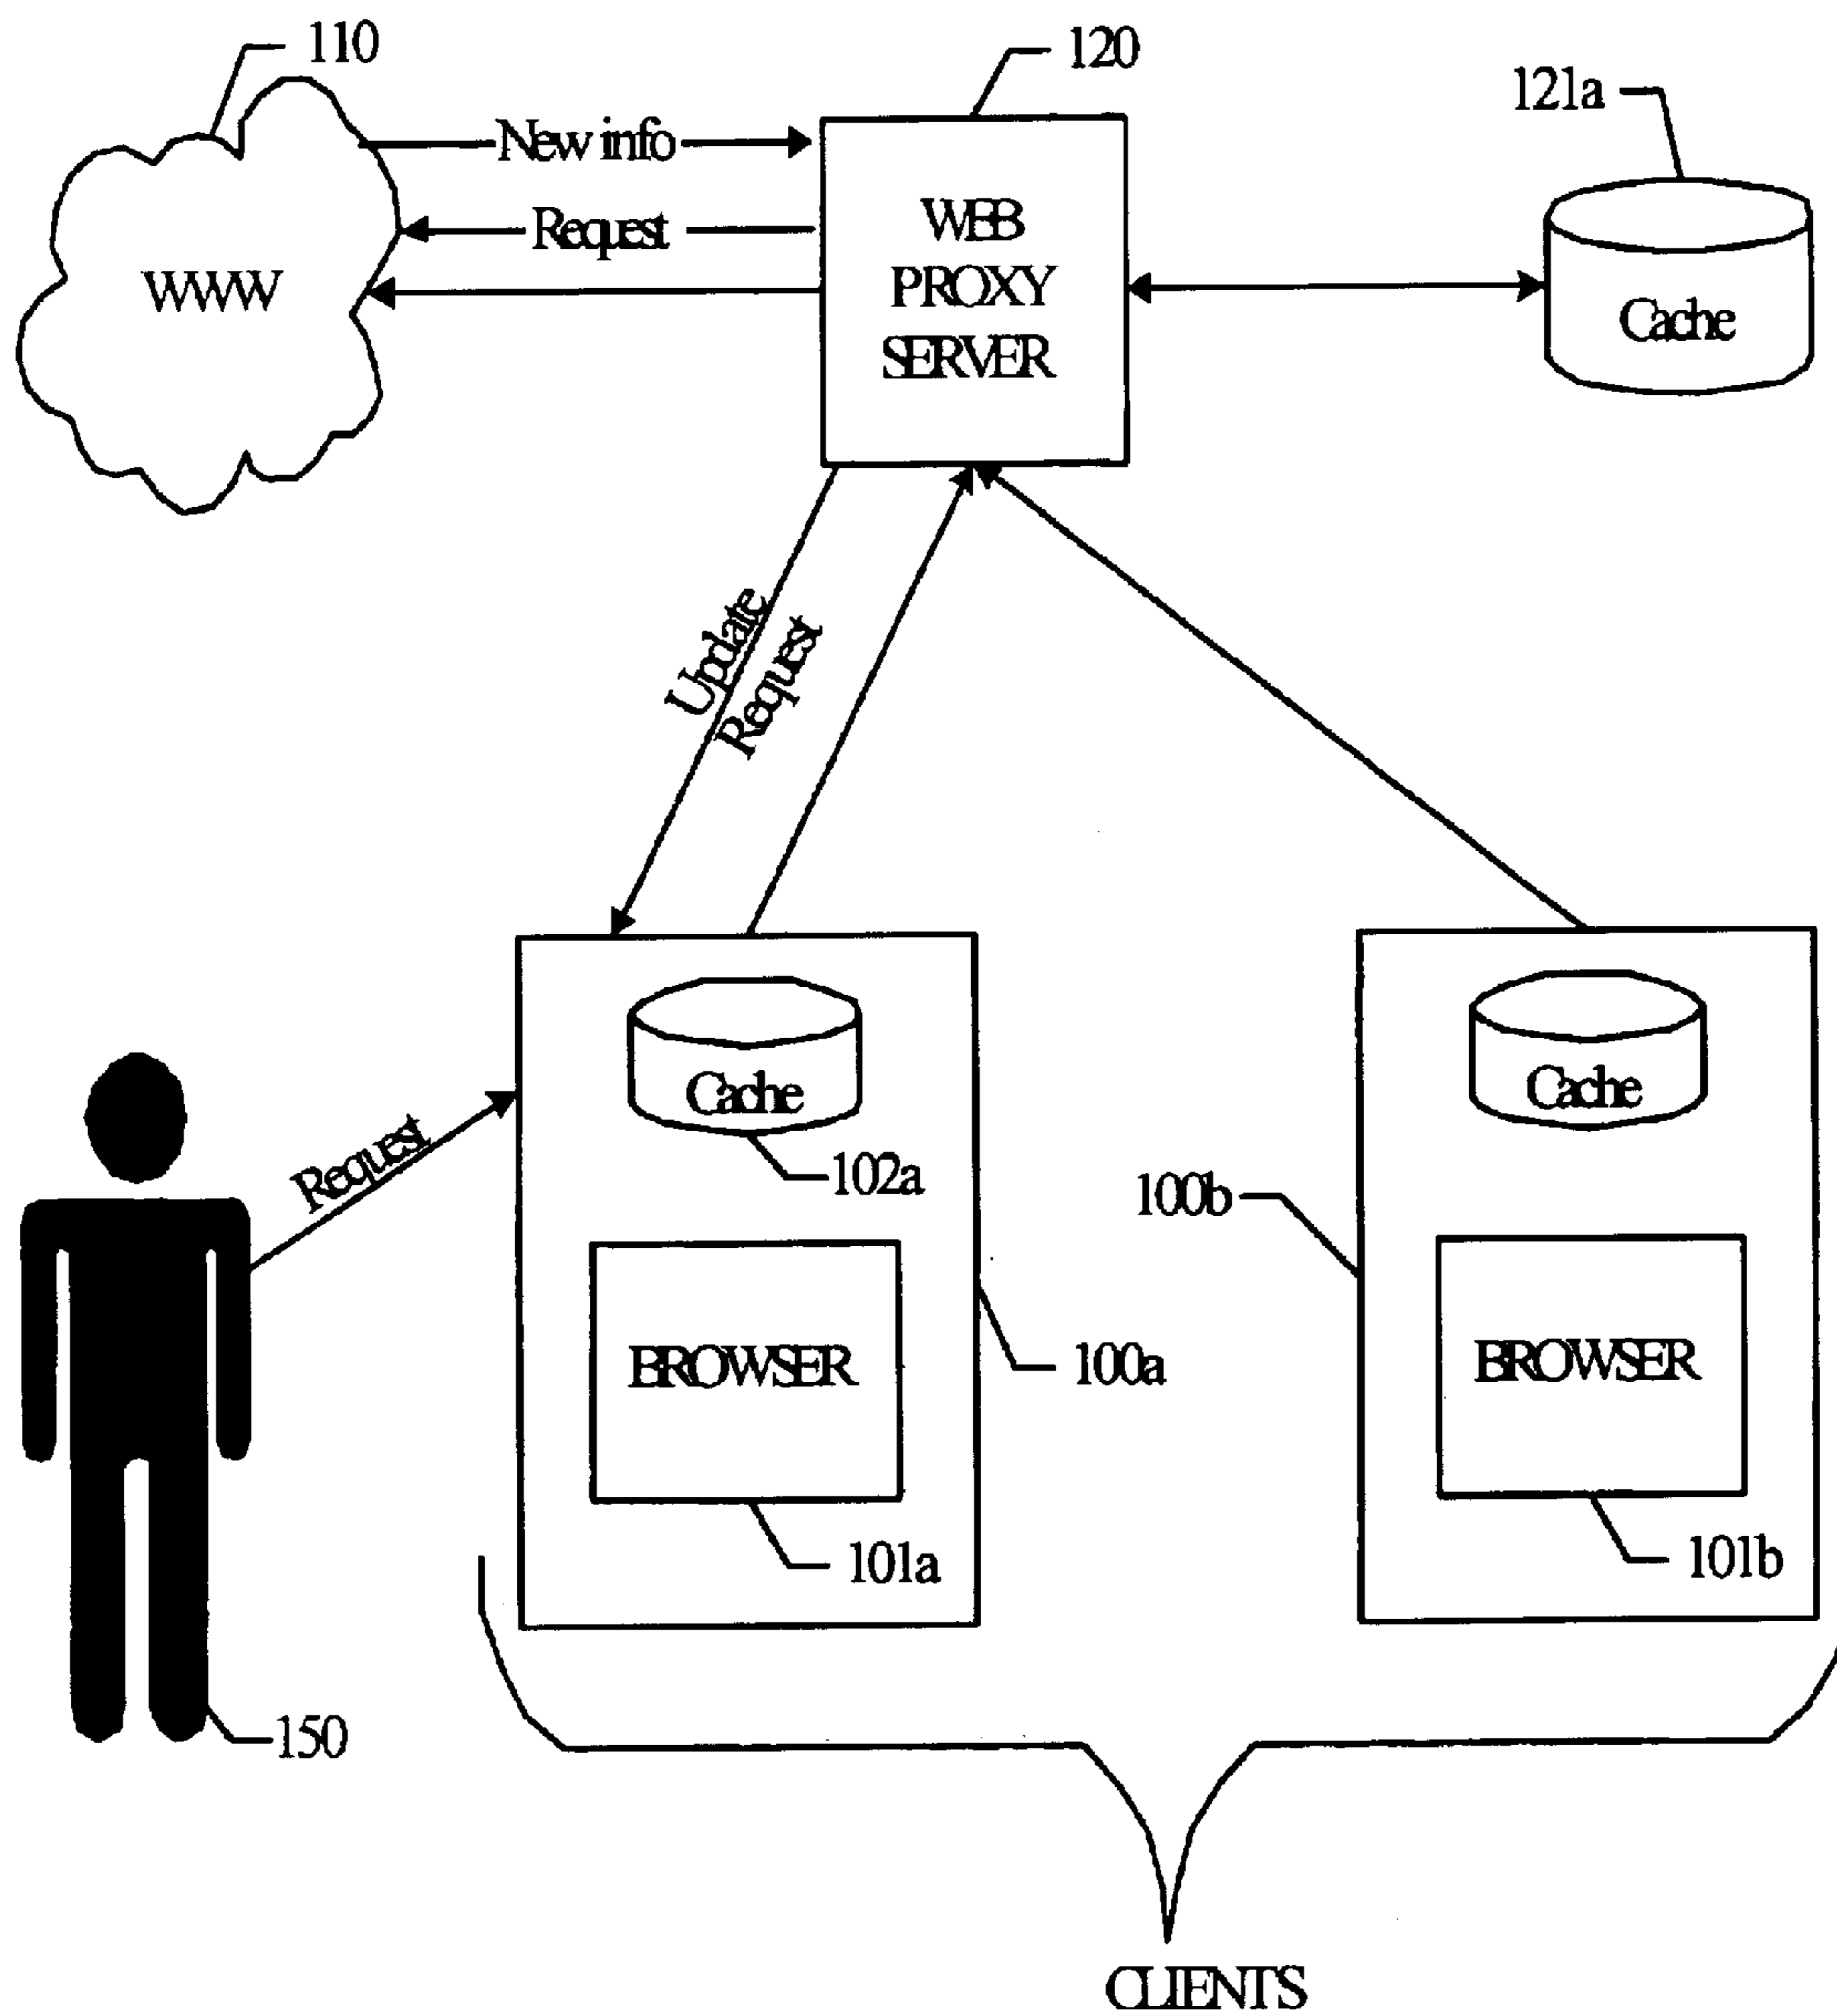 110
120
121a
New info
Request
WWW
WEB
PROXY
SERVER
Cache
Update
Request
Request
Cache
102a
Cache
100b
BROWSER
100a
BROWSER
101a
101b
150
CLIENTS